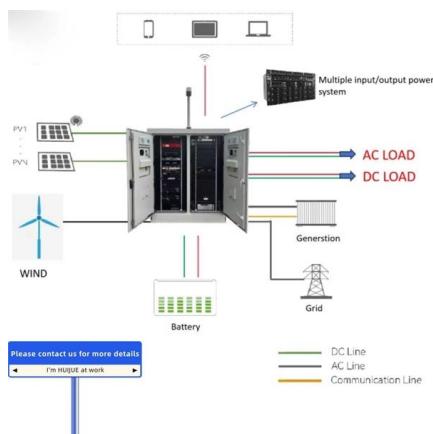 Multiple input/output power
system
PV1
PVN
AC LOAD
DC LOAD
WIND
Generstion
Grid
Battery
Please contact us for more details
I'm HUIJUE at work
DC Line
AC Line
Communication Line